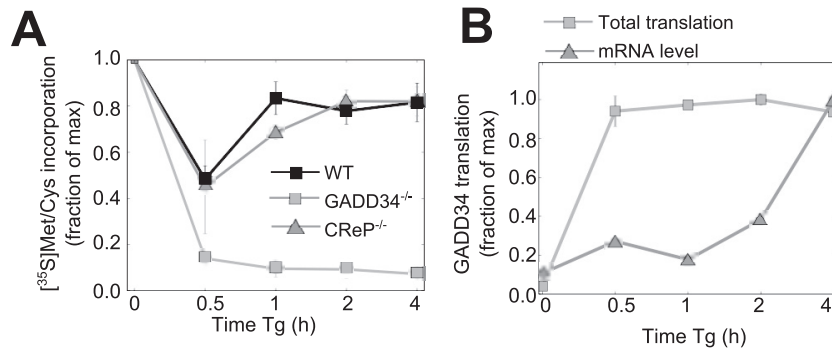 A
[³⁵S]Met/Cys incorporation
(fraction of max)
1.0
0.8
0.6
0.4
0.2
0.0
WT
GADD34⁻/⁻
CReP⁻/⁻
0 0.5 1 2 4
Time Tg (h)
B
Total translation
mRNA level
GADD34 translation
(fraction of max)
1.0
0.8
0.6
0.4
0.2
0.0
0 0.5 1 2 4
Time Tg (h)